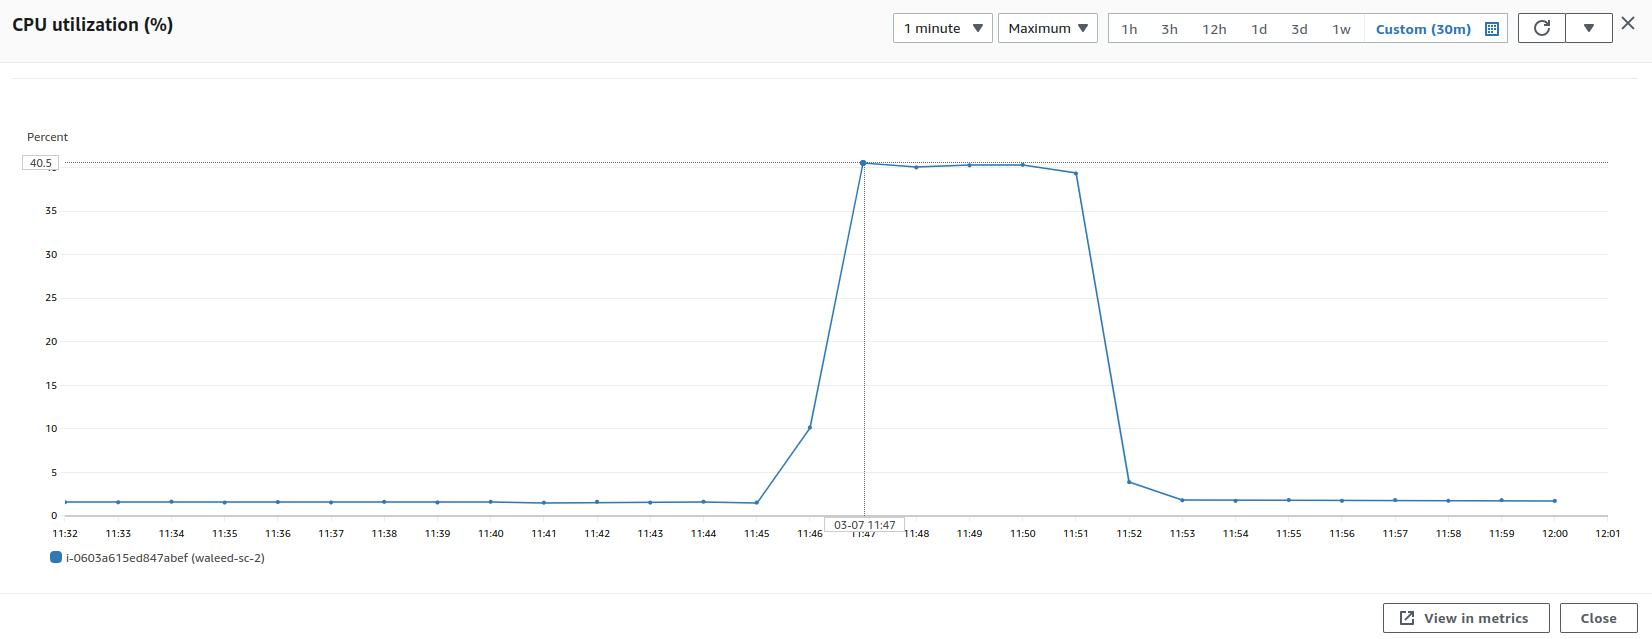 CPU utilization (%)
1 minute
Maximum
1h 3h 12h 1d 3d 1w Custom (30m)
Percent
40.5
35
30
25
20
15
10
5
0
11:32 11:33 11:34 11:35 11:36 11:37 11:38 11:39 11:40 11:41 11:42 11:43 11:44 11:45 11:46 11:47 11:48 11:49 11:50 11:51 11:52 11:53 11:54 11:55 11:56 11:57 11:58 11:59 12:00 12:01
03-07 11:47
i-0603a615ed847abef (waleed-sc-2)
View in metrics
Close